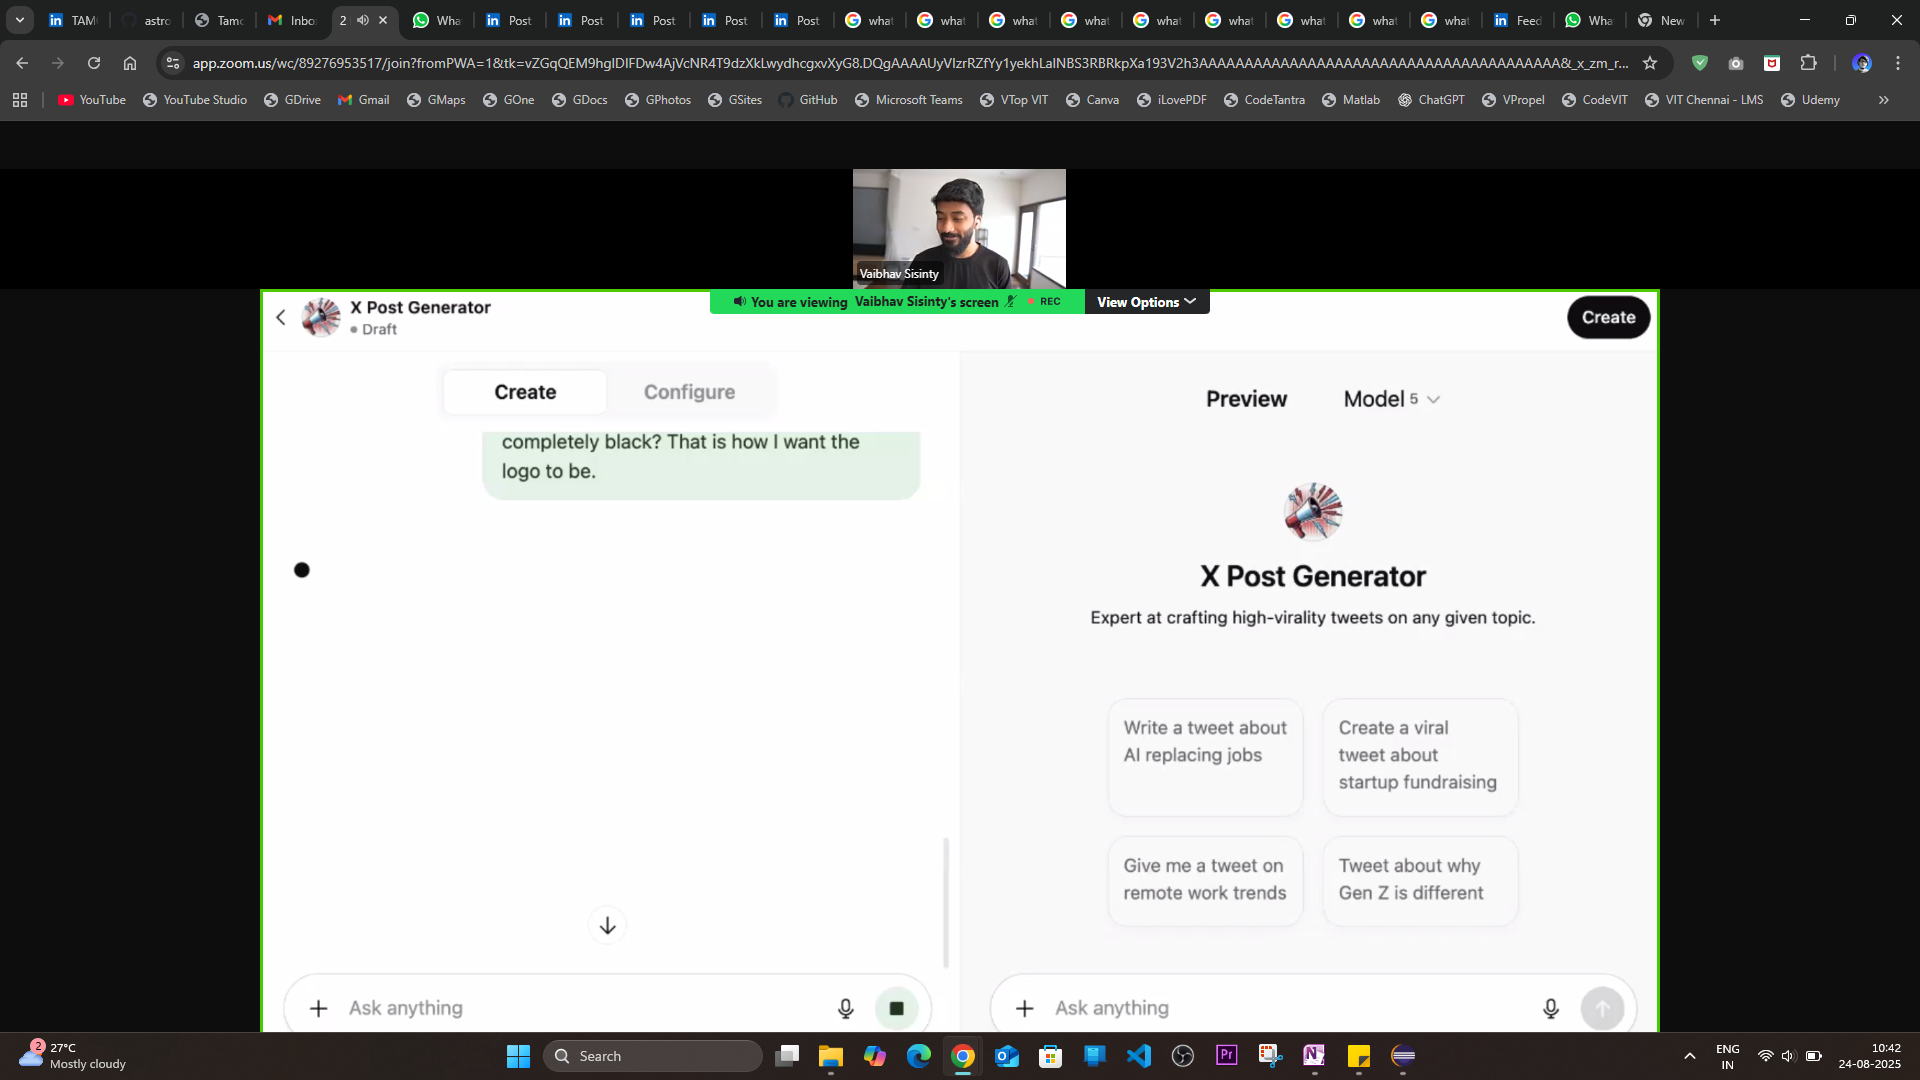 TAM
astro
Tamc
Inbo
2
Wha
Post
Post
Post
Post
Post
what
what
what
what
what
what
what
what
what
Feed
Wha
New
app.zoom.us/wc/89276953517/join?fromPWA=1&tk=
YouTube
YouTube Studio
GDrive
Gmail
GMaps
GOne
GDocs
GPhotos
GSites
GitHub
Microsoft Teams
VTop VIT
Canva
iLovePDF
CodeTantra
Matlab
ChatGPT
VPropel
CodeVIT
VIT Chennai - LMS
Udemy
Vaibhav Sisinty
You are viewing Vaibhav Sisinty's screen
REC
View Options
X Post Generator
Draft
Create
Create
Configure
completely black? That is how I want the
logo to be.
Ask anything
Preview
Model 5
X Post Generator
Expert at crafting high-virality tweets on any given topic.
Write a tweet about
AI replacing jobs
Create a viral
tweet about
startup fundraising
Give me a tweet on
remote work trends
Tweet about why
Gen Z is different
Ask anything
2
27°C
Mostly cloudy
Search
Pr
ENG
IN
10:42
24-08-2025